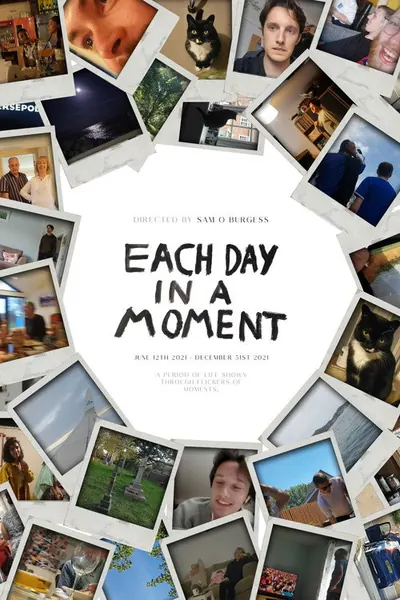 ERSEPOL
DIRECTED BY SAM O BURGESS
EACH DAY
IN A
MOMENT
JUNE 12TH 2021 - DECEMBER 31ST 2021
A PERIOD OF LIFE SHOWN
THROUGH FLICKERS OF
MOMENTS.